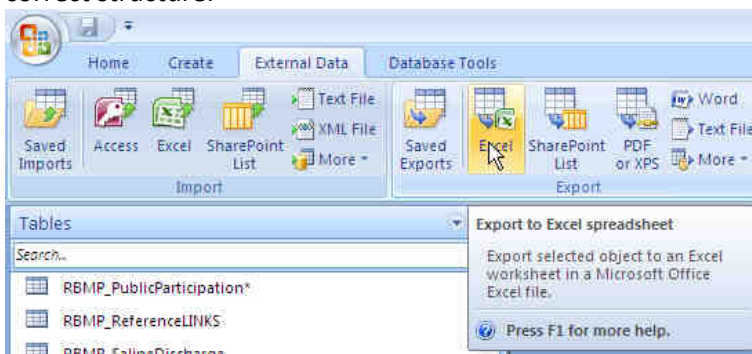 correct structure.
Home Create External Data Database Tools
Saved Imports
Access
Excel
SharePoint List
Text File
XML File
More
Import
Saved Exports
Excel
SharePoint List
PDF or XPS
Word
Text File
More
Export
Tables
Search..
RBMP_PublicParticipation*
RBMP_ReferenceLINKS
RBMP_SalineDischarge
Export to Excel spreadsheet
Export selected object to an Excel
worksheet in a Microsoft Office
Excel file.
Press F1 for more help.